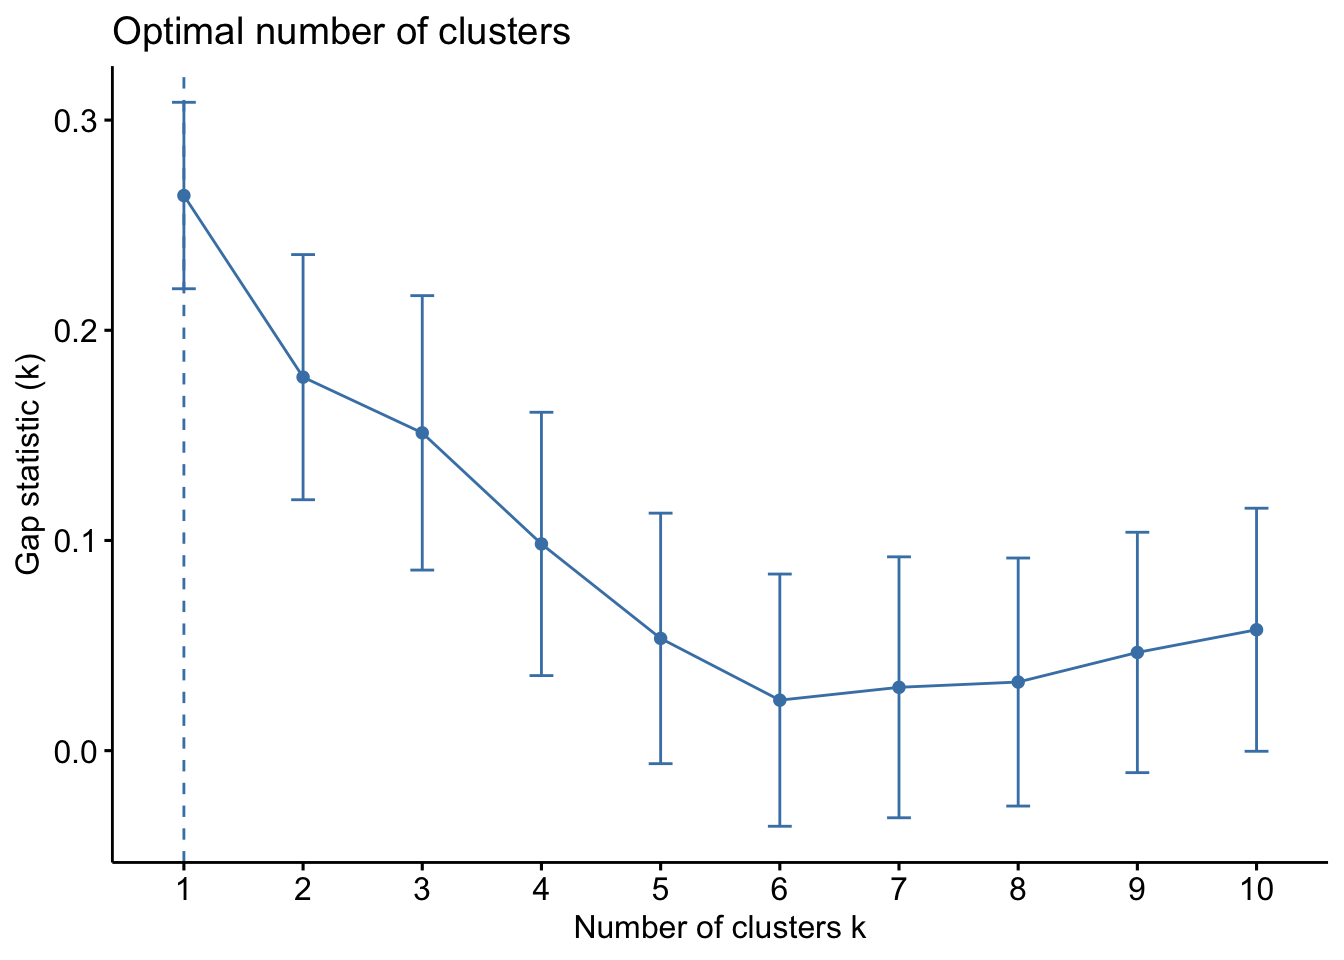 Optimal number of clusters
0.3
0.2
0.1
0.0
Gap statistic (k)
1 2 3 4 5 6 7 8 9 10
Number of clusters k